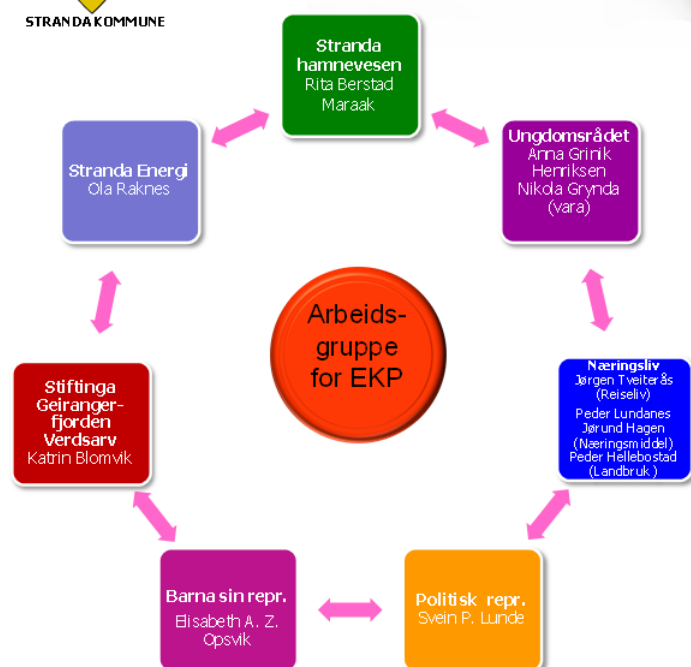 STRANDA KOMMUNE
Stranda
hamnevesen
Rita Berstad
Maraak
Ungdomsrådet
Anna Grinik
Henriksen
Nikola Grynda
(vara)
Stranda Energi
Ola Raknes
Arbeids-
gruppe
for EKP
Næringsliv
Jørgen Tveiterås
(Reiseliv)
Peder Lundanes
Jørund Hagen
(Næringsmiddel)
Peder Hellebostad
(Landbruk )
Stiftinga
Geiranger-
fjorden
Verdsarv
Katrin Blomvik
Barna sin repr.
Elisabeth A. Z.
Opsvik
Politisk repr.
Svein P. Lunde